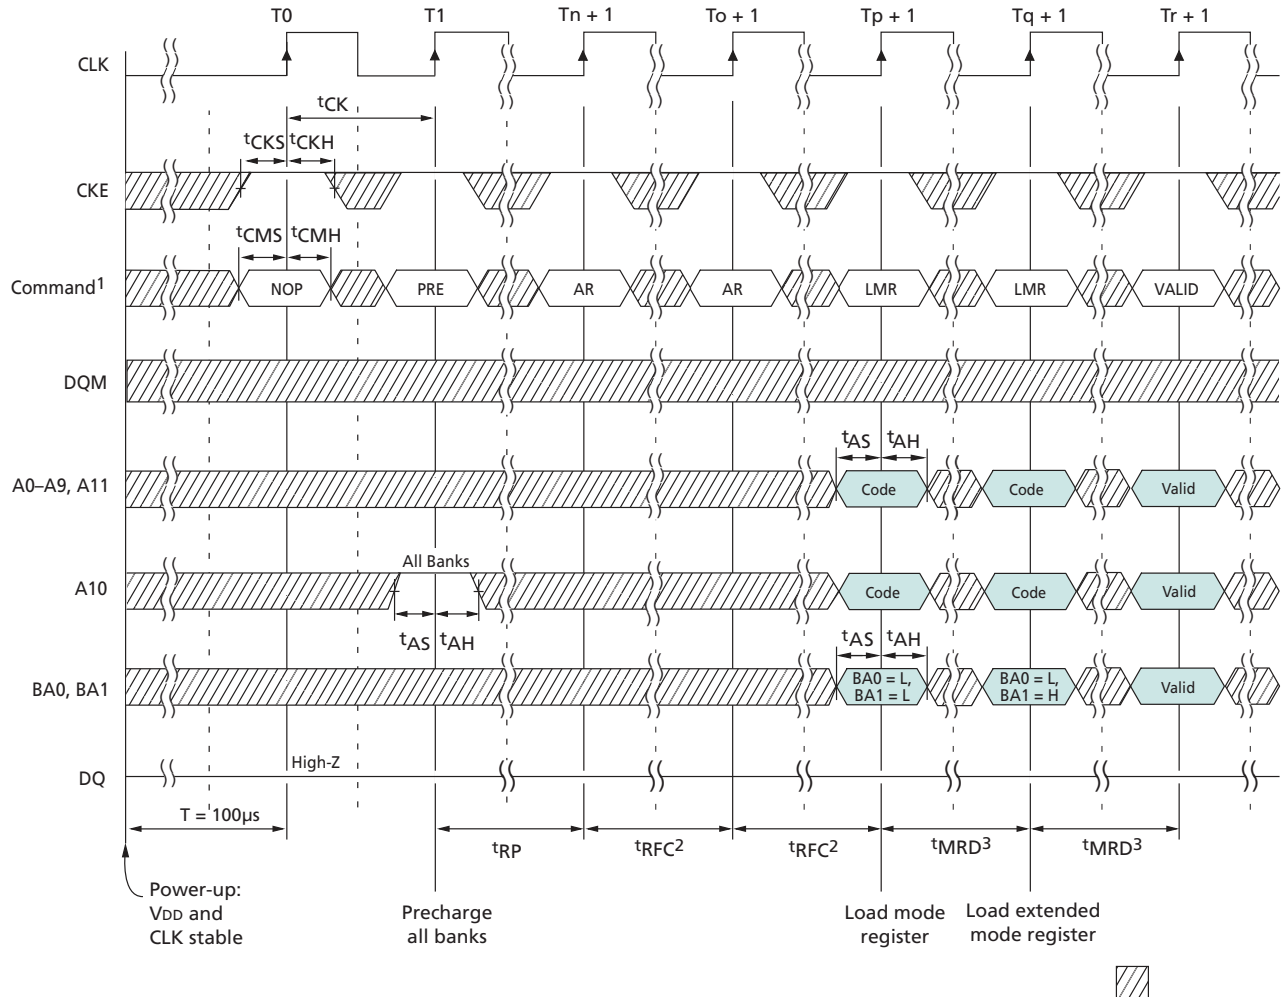 T0 T1 Tn + 1 To + 1 Tp + 1 Tq + 1 Tr + 1
CLK
tCK
tCKS tCKH
CKE
tCMS tCMH
Command1 NOP PRE AR AR LMR LMR VALID
DQM
tAS tAH
A0–A9, A11 Code Code Valid
All Banks
A10 Code Code Valid
tAS tAH tAS tAH
BA0, BA1 BA0 = L, BA1 = L BA0 = L, BA1 = H Valid
High-Z
DQ
T = 100µs
tRP tRFC2 tRFC2 tMRD3 tMRD3
Power-up:
VDD and
CLK stable
Precharge
all banks
Load mode
register
Load extended
mode register